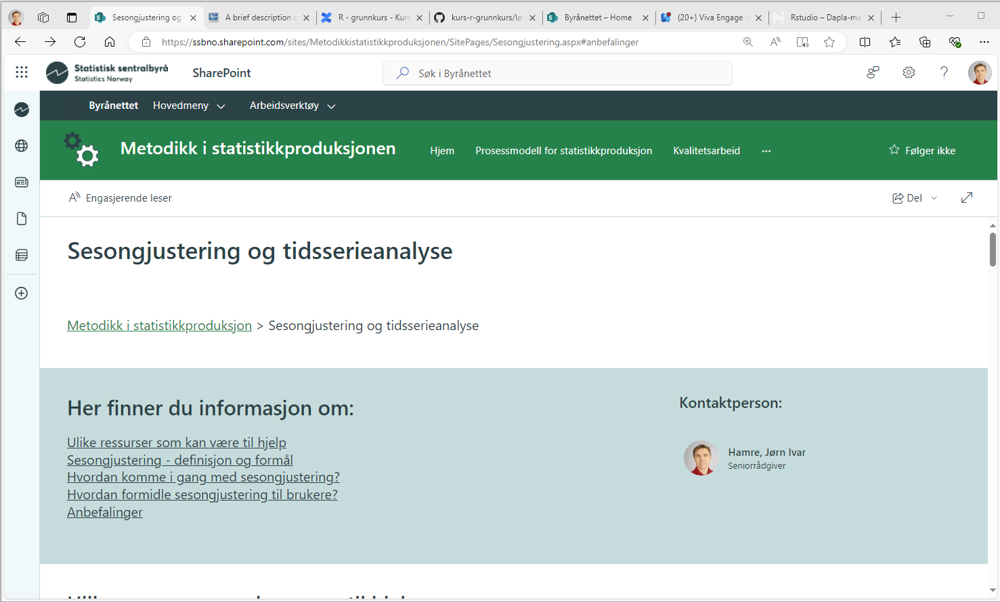 Sesongjustering og
A brief description o
R - grunnkurs - Kurs
kurs-r-grunnkurs/lø
Byrånettet – Home
(20+) Viva Engage -
Rstudio – Dapla-ma
https://ssbno.sharepoint.com/sites/Metodikkistatistikkproduksjonen/SitePages/Sesongjustering.aspx#anbefalinger
Statistisk sentralbyrå
Statistics Norway
SharePoint
Søk i Byrånettet
Byrånettet Hovedmeny Arbeidsverktøy
Metodikk i statistikkproduksjonen
Hjem Prosessmodell for statistikkproduksjon Kvalitetsarbeid ... Følger ikke
Engasjerende leser
Del
Sesongjustering og tidsserieanalyse
Metodikk i statistikkproduksjon > Sesongjustering og tidsserieanalyse
Her finner du informasjon om:
Ulike ressurser som kan være til hjelp
Sesongjustering - definisjon og formål
Hvordan komme i gang med sesongjustering?
Hvordan formidle sesongjustering til brukere?
Anbefalinger
Kontaktperson:
Hamre, Jørn Ivar
Seniorrådgiver